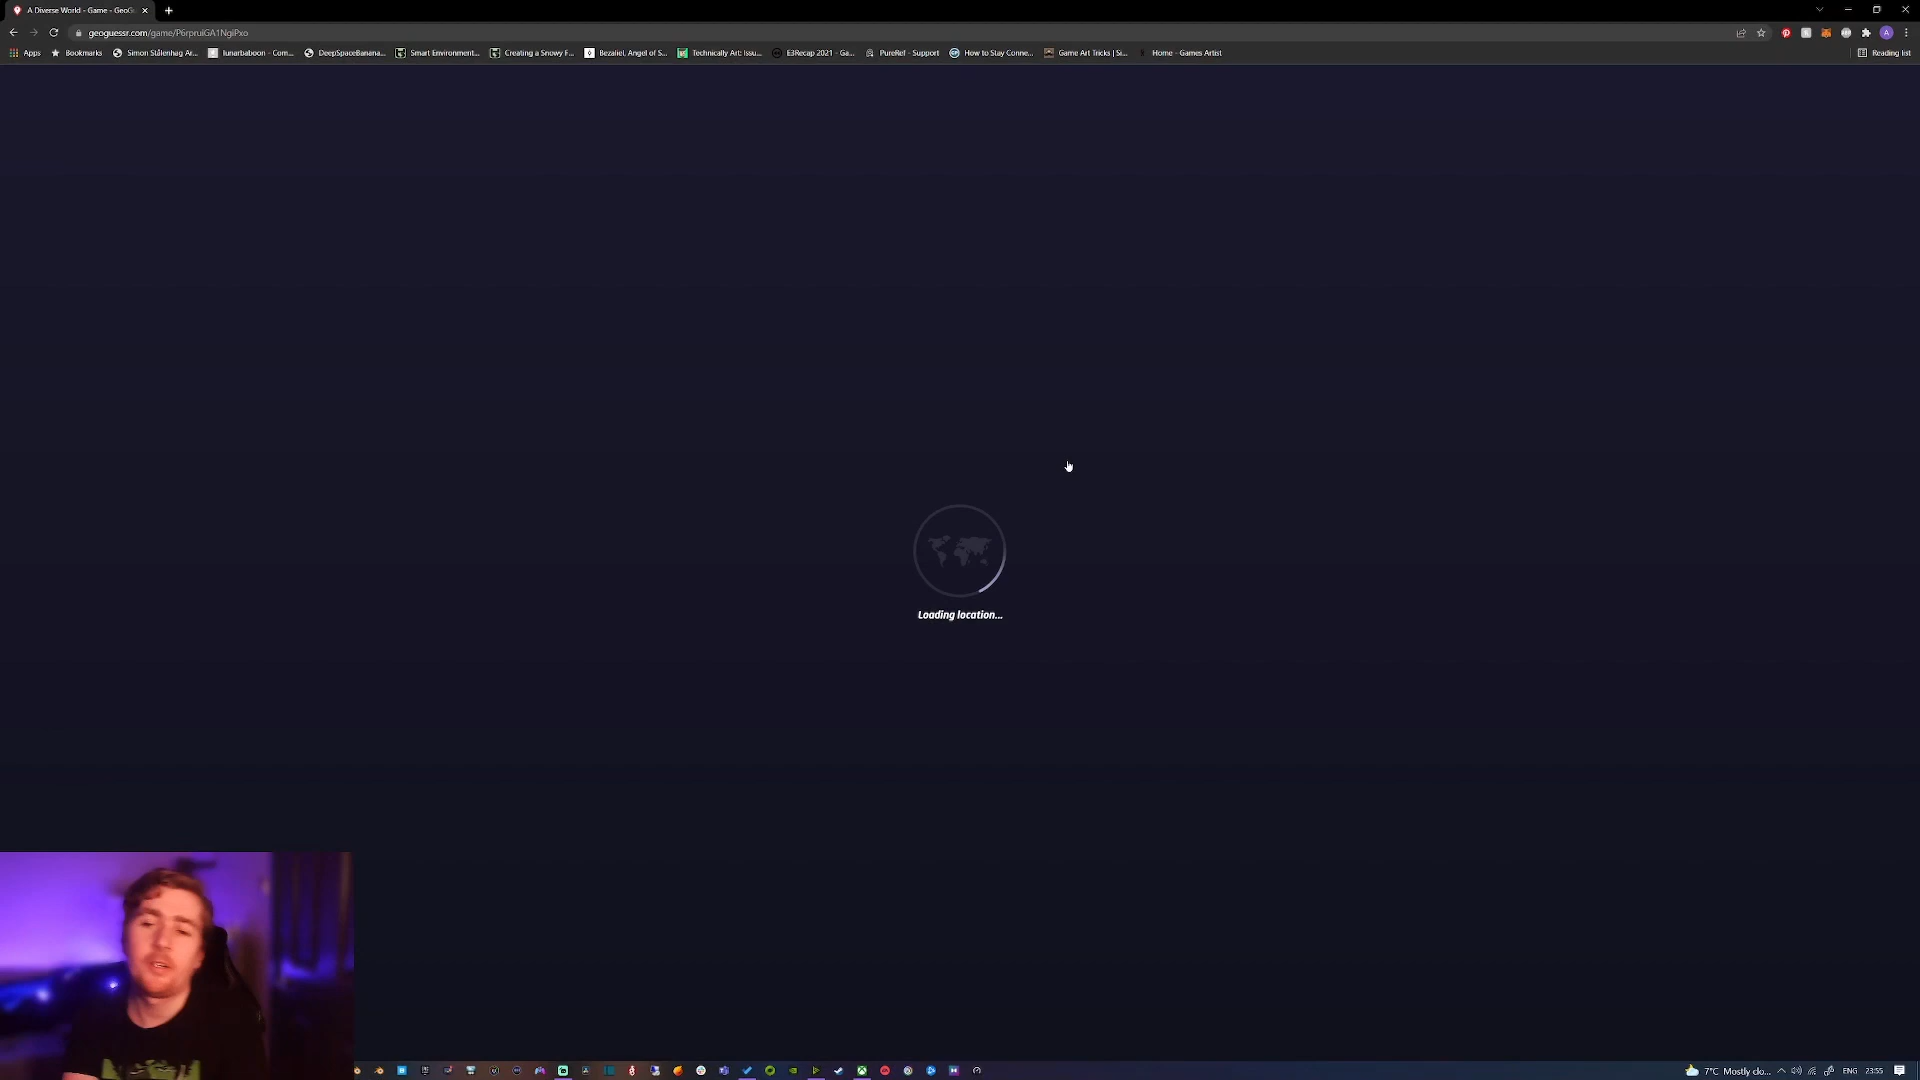 A Diverse World - Game - GeoG
geoguessr.com/game/P6rpruiGA1NgiPxo
Apps Bookmarks Simon Stålenhag Ar... lunarbaboon - Com... DeepSpaceBanana... Smart Environment... Creating a Snowy F... Bezaliel, Angel of S... Technically Art: Issu... E3Recap 2021 - Ga... PureRef - Support How to Stay Conne... Game Art Tricks | Si... Home - Games Artist Reading list
Loading location...
7°C Mostly clo... ENG 23:55